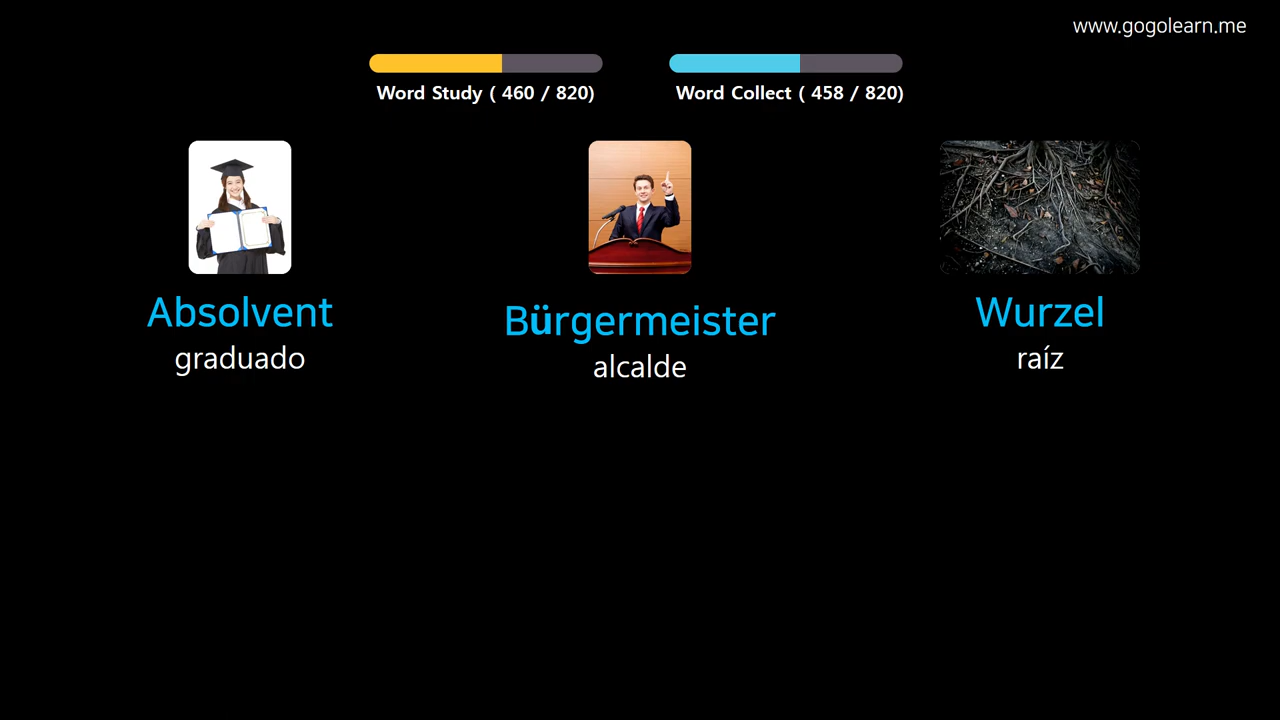 www.gogolearn.me
Word Study ( 460 / 820)
Word Collect ( 458 / 820)
Absolvent
graduado
Bürgermeister
alcalde
Wurzel
raíz